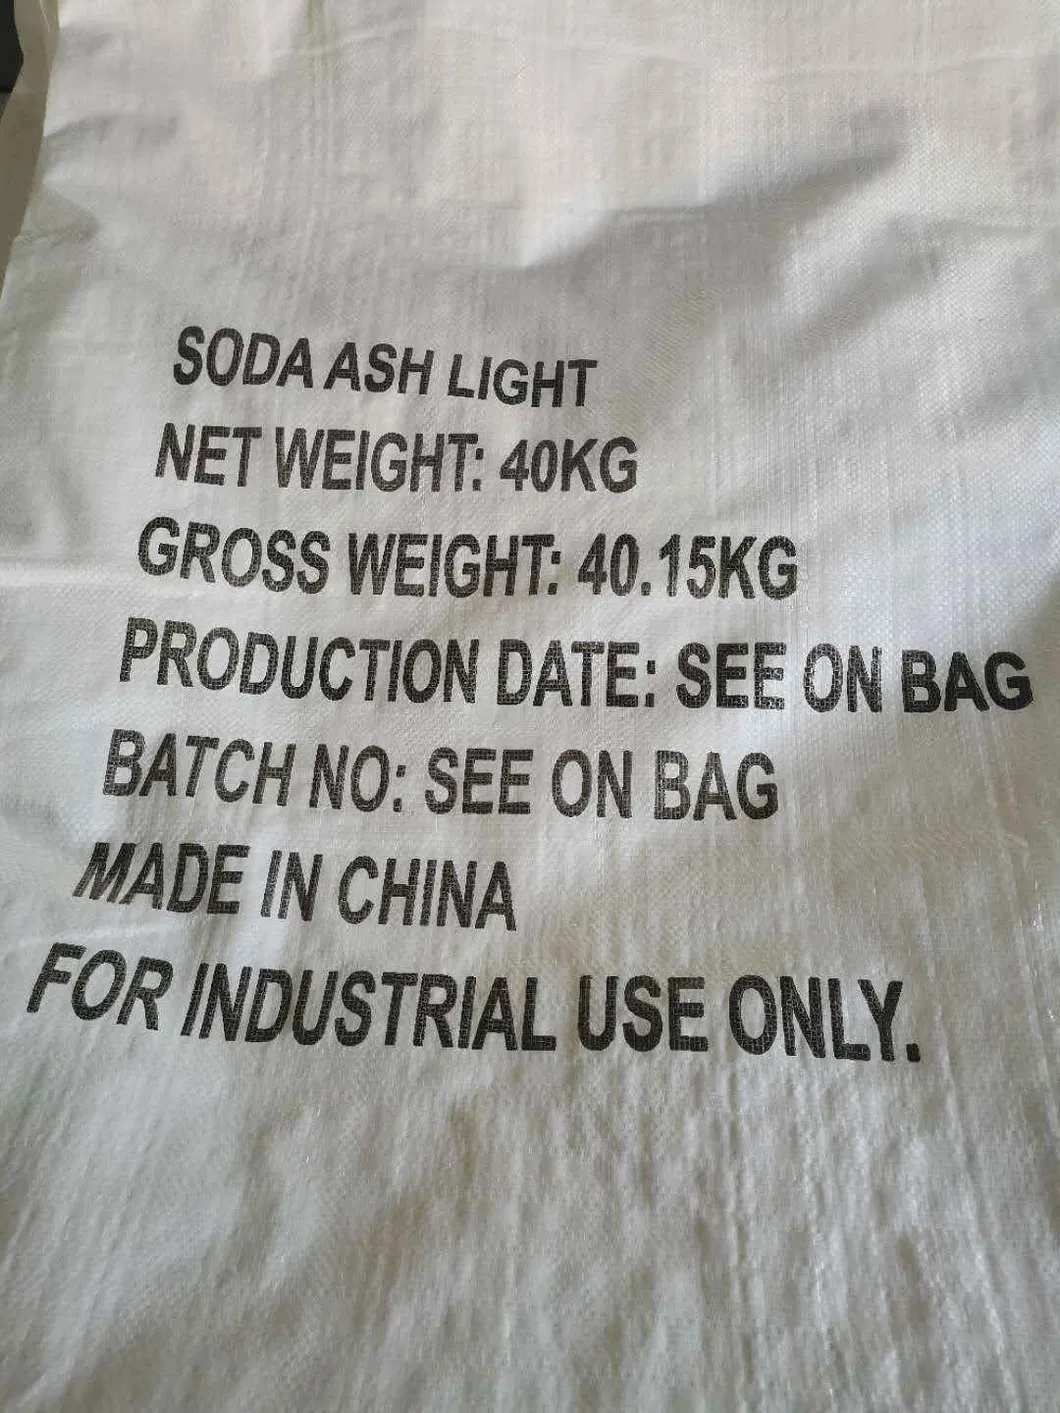 SODA ASH LIGHT
NET WEIGHT: 40KG
GROSS WEIGHT: 40.15KG
PRODUCTION DATE: SEE ON BAG
BATCH NO: SEE ON BAG
MADE IN CHINA
FOR INDUSTRIAL USE ONLY.